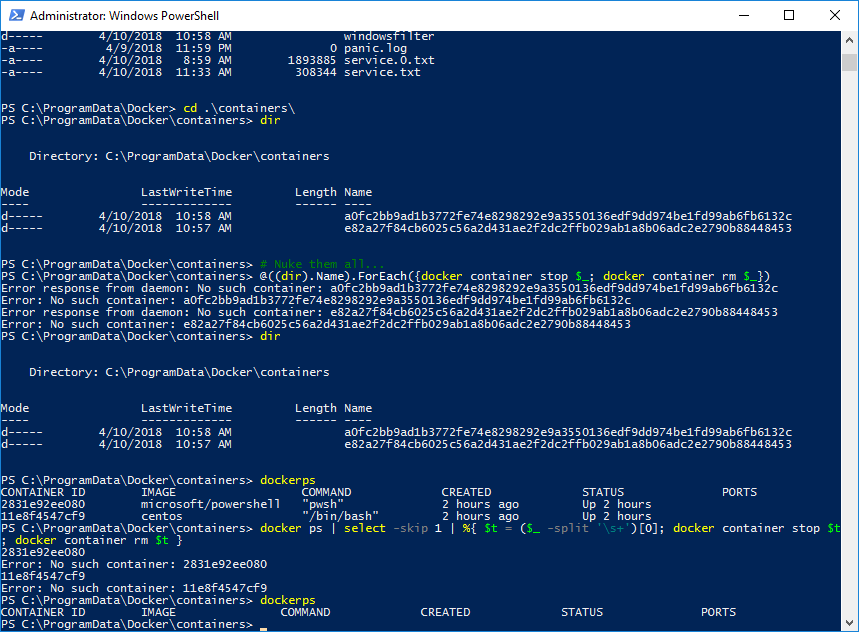 Administrator: Windows PowerShell
d----- 4/10/2018 10:58 AM windowsfilter
-a---- 4/9/2018 11:59 PM 0 panic.log
-a---- 4/10/2018 8:59 AM 1893885 service.0.txt
-a---- 4/10/2018 11:33 AM 308344 service.txt
PS C:\ProgramData\Docker> cd .\containers\
PS C:\ProgramData\Docker\containers> dir
Directory: C:\ProgramData\Docker\containers
Mode LastWriteTime Length Name
---- ------------- ------ ----
d----- 4/10/2018 10:58 AM a0fc2bb9ad1b3772fe74e8298292e9a3550136edf9dd974be1fd99ab6fb6132c
d----- 4/10/2018 10:57 AM e82a27f84cb6025c56a2d431ae2f2dc2ffb029ab1a8b06adc2e2790b88448453
PS C:\ProgramData\Docker\containers> # Nuke them all...
PS C:\ProgramData\Docker\containers> @((dir).Name).ForEach({docker container stop $_; docker container rm $_})
Error response from daemon: No such container: a0fc2bb9ad1b3772fe74e8298292e9a3550136edf9dd974be1fd99ab6fb6132c
Error: No such container: a0fc2bb9ad1b3772fe74e8298292e9a3550136edf9dd974be1fd99ab6fb6132c
Error response from daemon: No such container: e82a27f84cb6025c56a2d431ae2f2dc2ffb029ab1a8b06adc2e2790b88448453
Error: No such container: e82a27f84cb6025c56a2d431ae2f2dc2ffb029ab1a8b06adc2e2790b88448453
PS C:\ProgramData\Docker\containers> dir
Directory: C:\ProgramData\Docker\containers
Mode LastWriteTime Length Name
---- ------------- ------ ----
d----- 4/10/2018 10:58 AM a0fc2bb9ad1b3772fe74e8298292e9a3550136edf9dd974be1fd99ab6fb6132c
d----- 4/10/2018 10:57 AM e82a27f84cb6025c56a2d431ae2f2dc2ffb029ab1a8b06adc2e2790b88448453
PS C:\ProgramData\Docker\containers> dockerps
CONTAINER ID IMAGE COMMAND CREATED STATUS PORTS
2831e92ee080 microsoft/powershell "pwsh" 2 hours ago Up 2 hours
11e8f4547cf9 centos "/bin/bash" 2 hours ago Up 2 hours
PS C:\ProgramData\Docker\containers> docker ps | select -skip 1 | %{ $t = ($_ -split '\s+')[0]; docker container stop $t
; docker container rm $t }
2831e92ee080
Error: No such container: 2831e92ee080
11e8f4547cf9
Error: No such container: 11e8f4547cf9
PS C:\ProgramData\Docker\containers> dockerps
CONTAINER ID IMAGE COMMAND CREATED STATUS PORTS
PS C:\ProgramData\Docker\containers> _